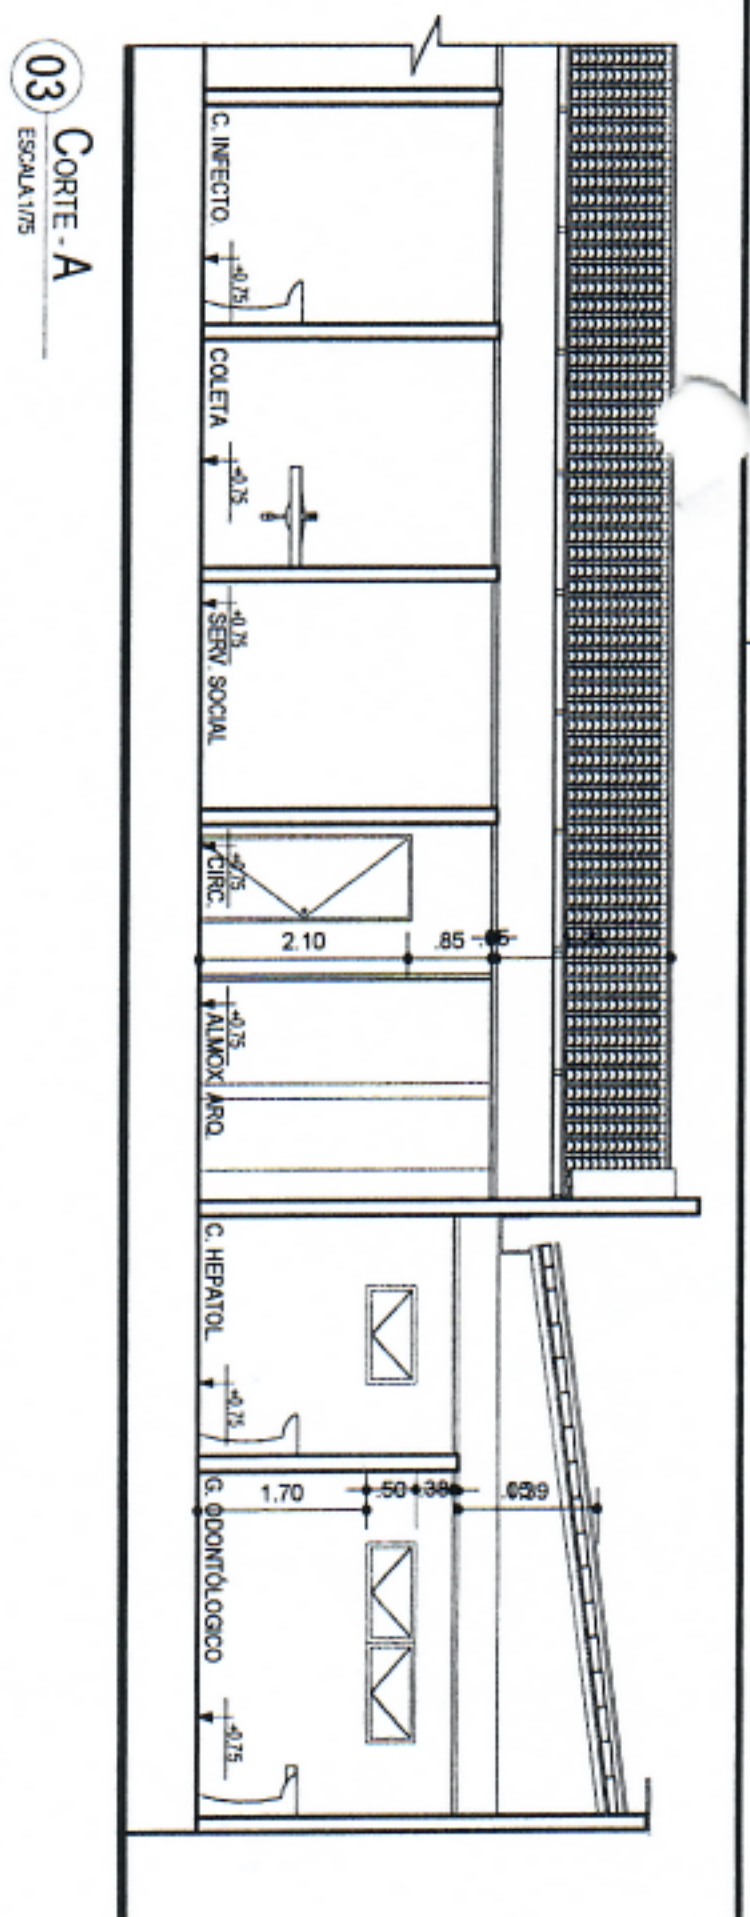 03
CORTE - A
ESCALA 1/75
C. INFECTO.
+0.75
COLETA
+0.75
SERV. SOCIAL
+0.75
CIRC.
+0.75
2.10
.85
ALMOX/ ARQ.
+0.75
C. HEPATOL
+0.75
G. ODONTÓLOGICO
1.70
.50
.38
+0.75